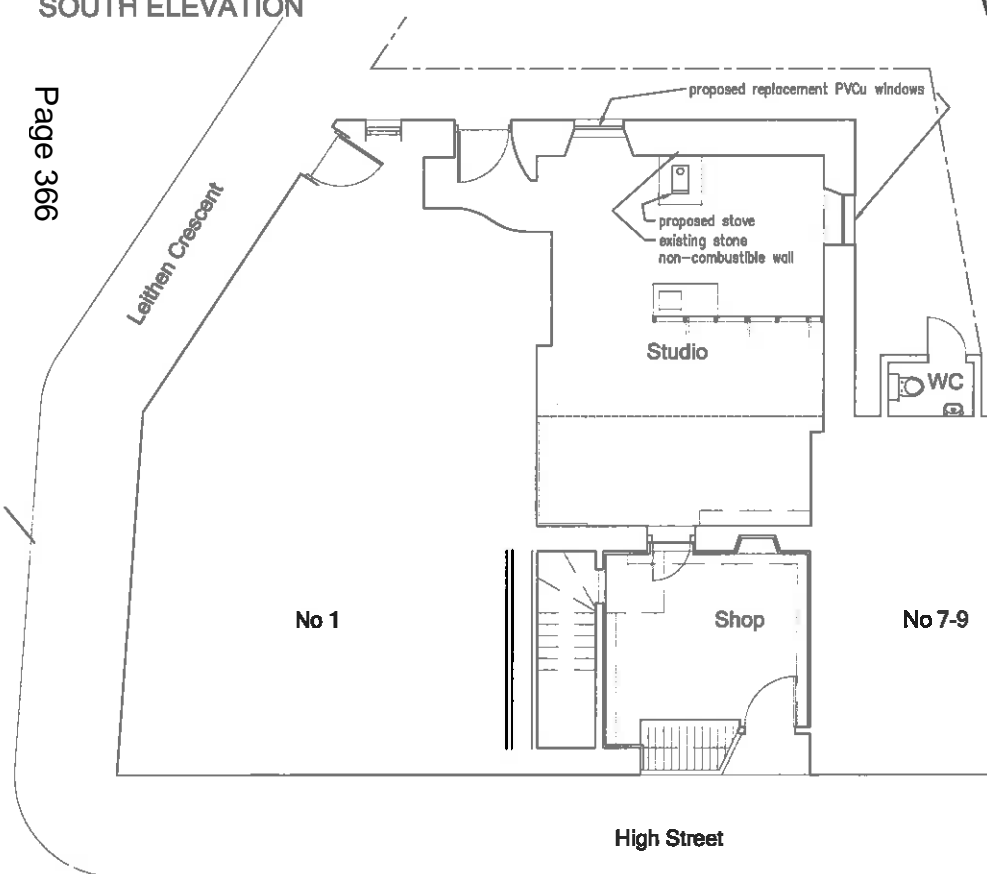 SOUTH ELEVATION
Page 366
proposed replacement PVCu windows
Leithen Crescent
proposed stove
existing stone
non-combustible wall
Studio
WC
No 1
Shop
No 7-9
High Street